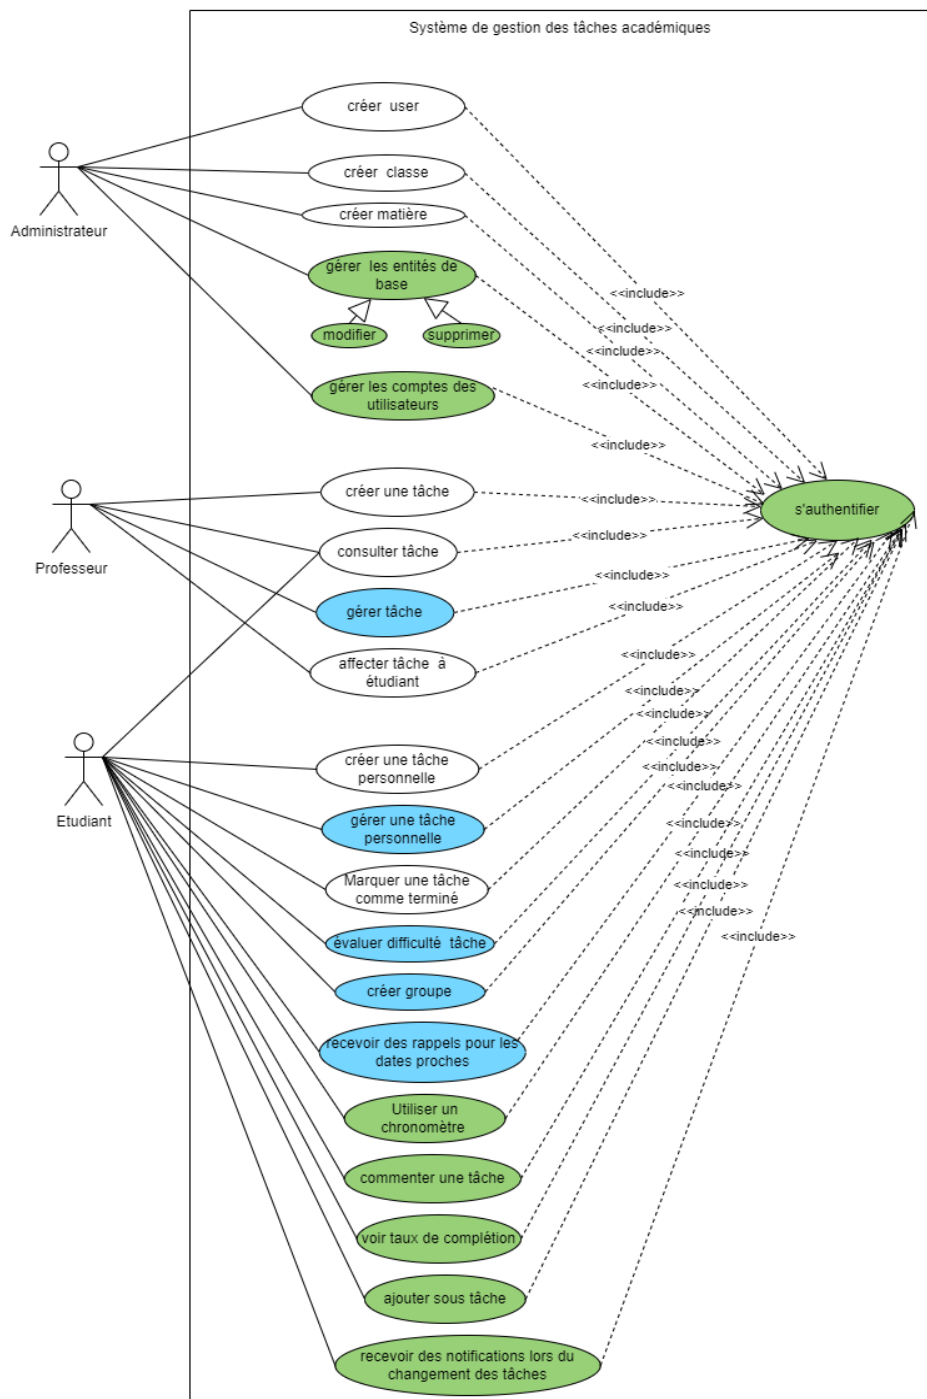 Système de gestion des tâches académiques
créer user
créer classe
Administrateur
créer matière
gérer les entités de
base
<<include>>
modifier
supprimer
<<include>>
<<include>>
gérer les comptes des
utilisateurs
<<include>>
<<include>>
créer une tâche
<<include>>
s'authentifier
Professeur
consulter tâche
<<include>>
gérer tâche
<<include>>
affecter tâche à
étudiant
<<include>>
<<include>>
<<include>>
<<include>>
créer une tâche
personnelle
<<include>>
<<include>>
Etudiant
gérer une tâche
personnelle
<<include>>
<<include>>
Marquer une tâche
comme terminé
<<include>>
<<include>>
évaluer difficulté tâche
<<include>>
créer groupe
recevoir des rappels pour les
dates proches
Utiliser un
chronomètre
commenter une tâche
voir taux de complétion
ajouter sous tâche
recevoir des notifications lors du
changement des tâches